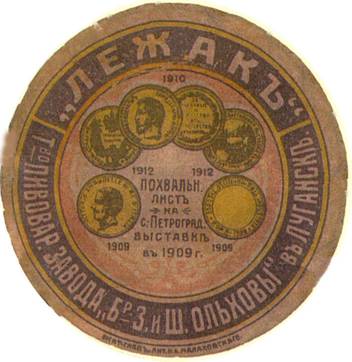 „ЛЕЖАКЪ“
Т-ВО ПИВОВАР. ЗАВОДА „БР. З. И Ш. ОЛЬХОВЫ“ ВЪ ЛУГАНСКѢ.
1910
1912 1912
ПОХВАЛЬН.
ЛИСТЪ
НА
С.-ПЕТРОГРАД.
ВЫСТАВКѢ
въ 1909 г.
1909 1909